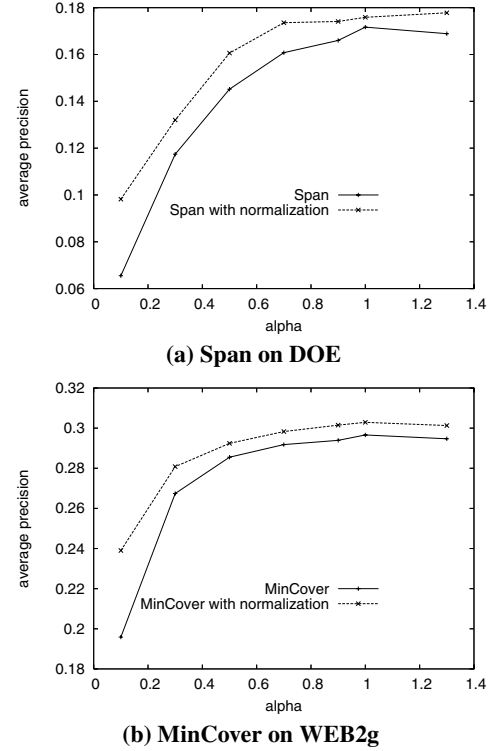 0.18
0.16
0.14
0.12
0.1
0.08
0.06
average precision
Span
Span with normalization
0 0.2 0.4 0.6 0.8 1 1.2 1.4
alpha
(a) Span on DOE
0.32
0.3
0.28
0.26
0.24
0.22
0.2
0.18
average precision
MinCover
MinCover with normalization
0 0.2 0.4 0.6 0.8 1 1.2 1.4
alpha
(b) MinCover on WEB2g